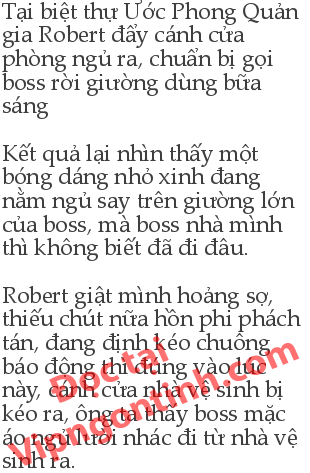 Tại biệt thự Ước Phong Quản
gia Robert đẩy cánh cửa
phòng ngủ ra, chuẩn bị gọi
boss rời giường dùng bữa
sáng
Kết quả lại nhìn thấy một
bóng dáng nhỏ xinh đang
nằm ngủ say trên giường lớn
của boss, mà boss nhà mình
thì không biết đã đi đâu.
Robert giật mình hoảng sợ,
thiếu chút nữa hồn phi phách
tán, đang định kéo chuông
báo động thì đúng vào lúc
này, cánh cửa nhà vệ sinh bị
kéo ra, ông ta thấy boss mặc
áo ngủ lười nhác đi từ nhà vệ
sinh ra.
Đọc tại
Vipngontinh.com